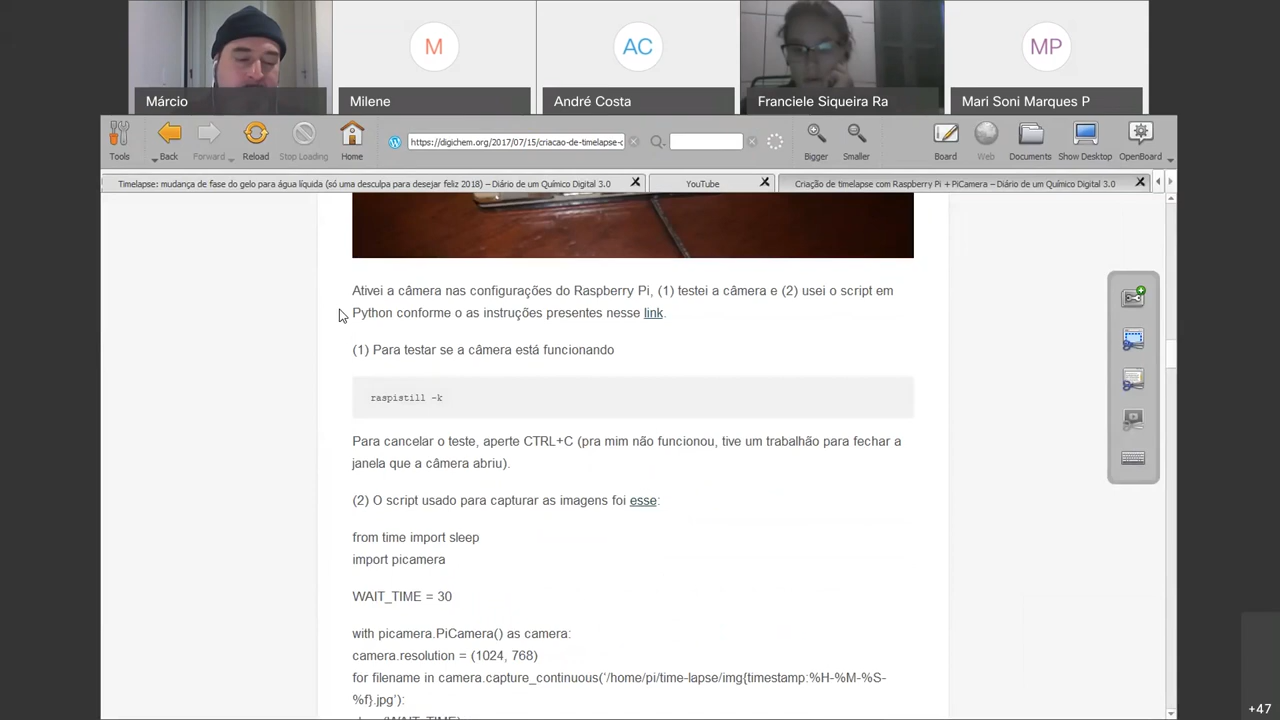 M
AC
MP
Márcio
Milene
André Costa
Franciele Siqueira Ra
Mari Soni Marques P
Tools
Back
Forward
Reload
Stop Loading
Home
https://digichem.org/2017/07/15/criacao-de-timelapse-c
Bigger
Smaller
Board
Web
Documents
Show Desktop
OpenBoard
Timelapse: mudança de fase do gelo para água líquida (só uma desculpa para desejar feliz 2018) – Diário de um Químico Digital 3.0
YouTube
Criação de timelapse com Raspberry Pi + PiCamera – Diário de um Químico Digital 3.0
Ativei a câmera nas configurações do Raspberry Pi, (1) testei a câmera e (2) usei o script em
Python conforme o as instruções presentes nesse link.
(1) Para testar se a câmera está funcionando
raspistill -k
Para cancelar o teste, aperte CTRL+C (pra mim não funcionou, tive um trabalhão para fechar a
janela que a câmera abriu).
(2) O script usado para capturar as imagens foi esse:
from time import sleep
import picamera
WAIT_TIME = 30
with picamera.PiCamera() as camera:
camera.resolution = (1024, 768)
for filename in camera.capture_continuous('/home/pi/time-lapse/img{timestamp:%H-%M-%S-
%f}.jpg'):
+47